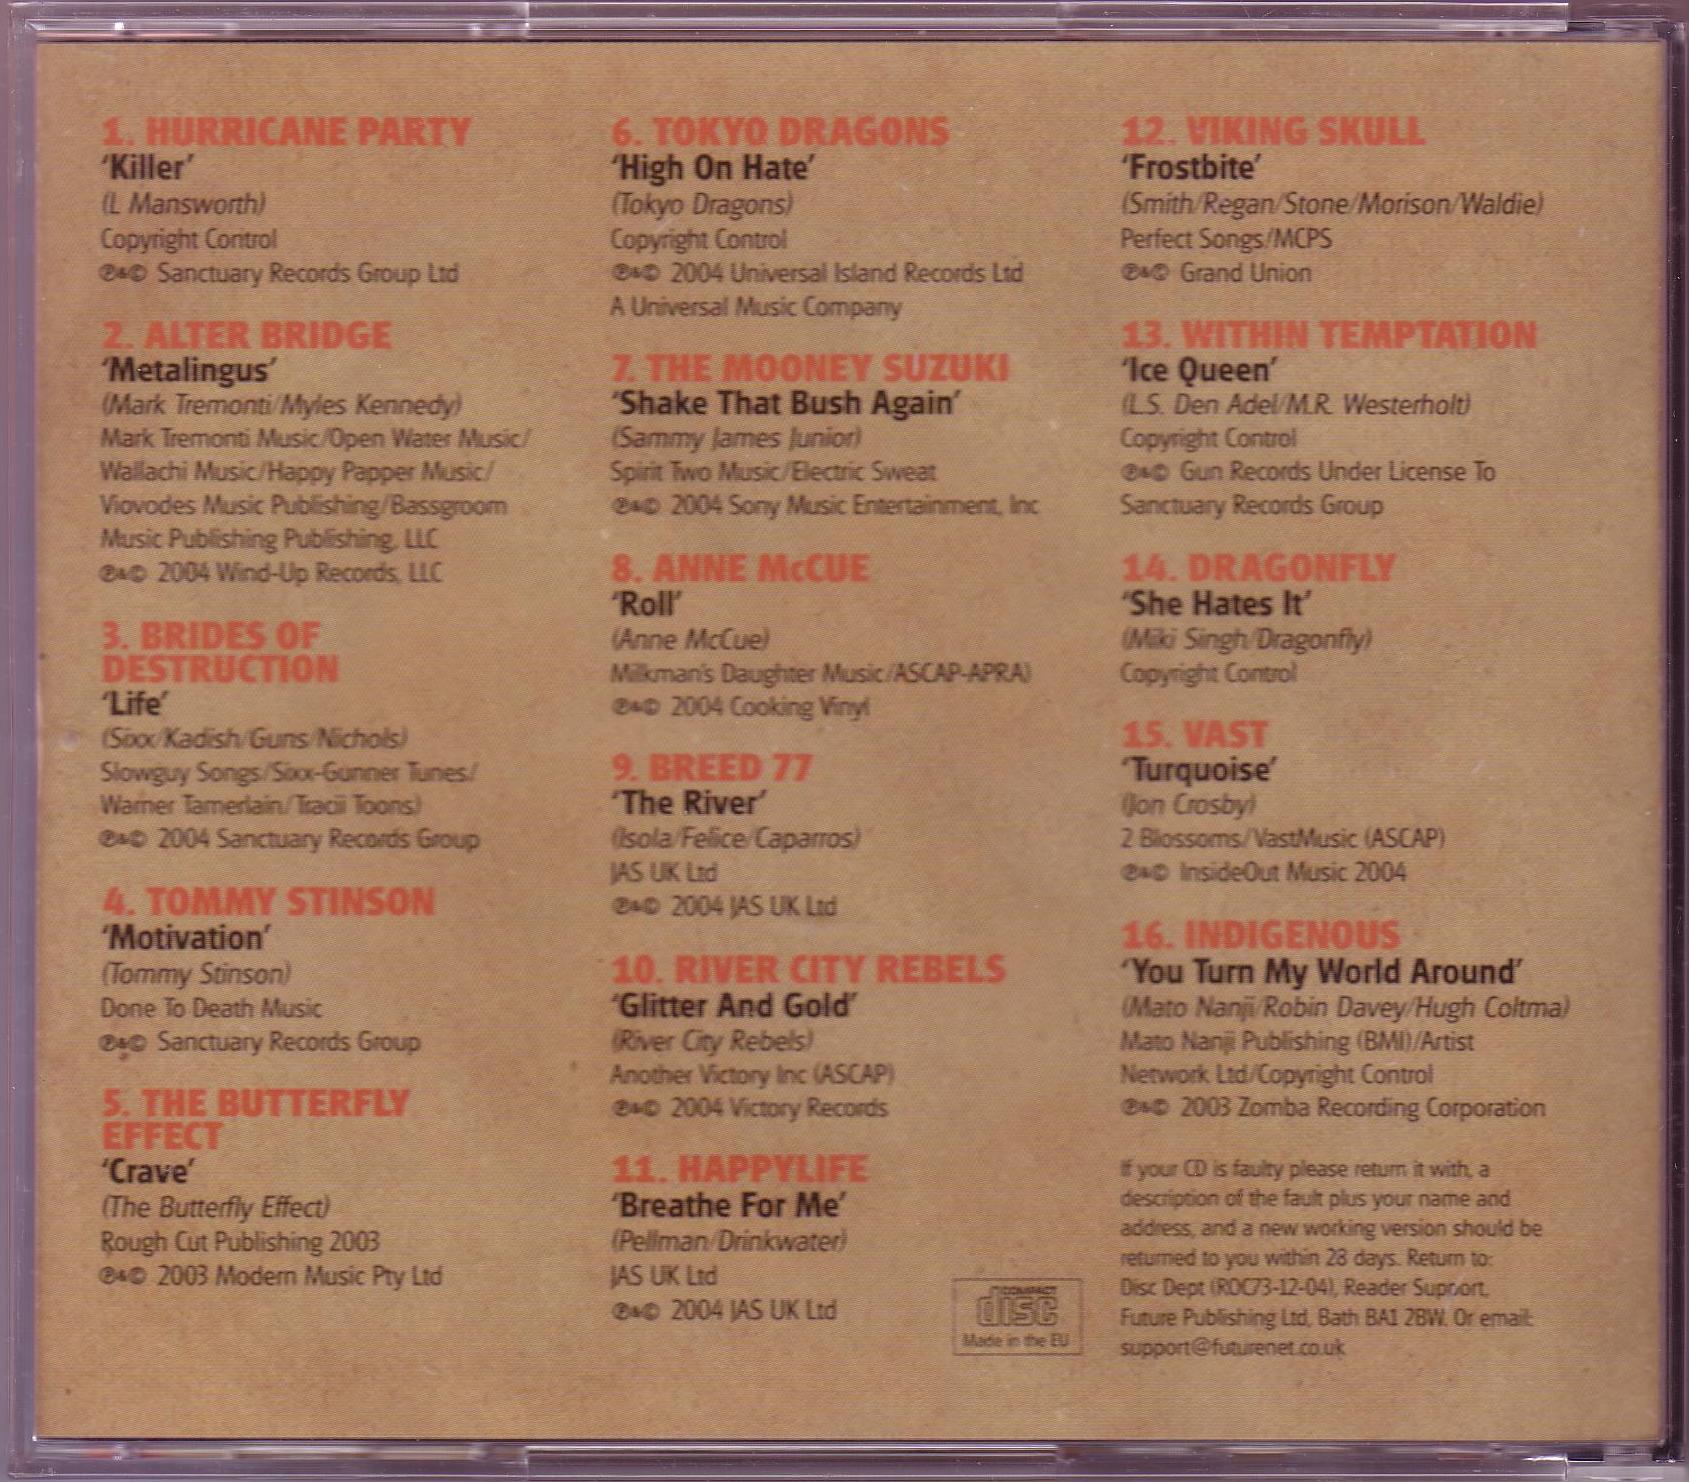 1. HURRICANE PARTY
‘Killer’
(L Mansworth)
Copyright Control
℗&© Sanctuary Records Group Ltd
2. ALTER BRIDGE
‘Metalingus’
(Mark Tremonti/Myles Kennedy)
Mark Tremonti Music/Open Water Music/
Wallachi Music/Happy Papper Music/
Viovodes Music Publishing/Bassgroom
Music Publishing Publishing, LLC
℗&© 2004 Wind-Up Records, LLC
3. BRIDES OF
DESTRUCTION
‘Life’
(Sixx/Kadish/Guns/Nichols)
Slowguy Songs/Sixx-Gunner Tunes/
Warner Tamerlain/Tracii Toons)
℗&© 2004 Sanctuary Records Group
4. TOMMY STINSON
‘Motivation’
(Tommy Stinson)
Done To Death Music
℗&© Sanctuary Records Group
5. THE BUTTERFLY
EFFECT
‘Crave’
(The Butterfly Effect)
Rough Cut Publishing 2003
℗&© 2003 Modern Music Pty Ltd
6. TOKYO DRAGONS
‘High On Hate’
(Tokyo Dragons)
Copyright Control
℗&© 2004 Universal Island Records Ltd
A Universal Music Company
7. THE MOONEY SUZUKI
‘Shake That Bush Again’
(Sammy James Junior)
Spirit Two Music/Electric Sweat
℗&© 2004 Sony Music Entertainment, Inc
8. ANNE McCUE
‘Roll’
(Anne McCue)
Milkman's Daughter Music/ASCAP-APRA)
℗&© 2004 Cooking Vinyl
9. BREED 77
‘The River’
(Isola/Felice/Caparros)
JAS UK Ltd
℗&© 2004 JAS UK Ltd
10. RIVER CITY REBELS
‘Glitter And Gold’
(River City Rebels)
Another Victory Inc (ASCAP)
℗&© 2004 Victory Records
11. HAPPYLIFE
‘Breathe For Me’
(Pellman/Drinkwater)
JAS UK Ltd
℗&© 2004 JAS UK Ltd
COMPACT
disc
Made in the EU
12. VIKING SKULL
‘Frostbite’
(Smith/Regan/Stone/Morison/Waldie)
Perfect Songs/MCPS
℗&© Grand Union
13. WITHIN TEMPTATION
‘Ice Queen’
(L.S. Den Adel/M.R. Westerholt)
Copyright Control
℗&© Gun Records Under License To
Sanctuary Records Group
14. DRAGONFLY
‘She Hates It’
(Miki Singh/Dragonfly)
Copyright Control
15. VAST
‘Turquoise’
(Jon Crosby)
2 Blossoms/VastMusic (ASCAP)
℗&© InsideOut Music 2004
16. INDIGENOUS
‘You Turn My World Around’
(Mato Nanji/Robin Davey/Hugh Coltma)
Mato Nanji Publishing (BMI)/Artist
Network Ltd/Copyright Control
℗&© 2003 Zomba Recording Corporation
If your CD is faulty please return it with, a
description of the fault plus your name and
address, and a new working version should be
returned to you within 28 days. Return to:
Disc Dept (ROC73-12-04), Reader Support,
Future Publishing Ltd, Bath BA1 2BW. Or email:
support@futurenet.co.uk